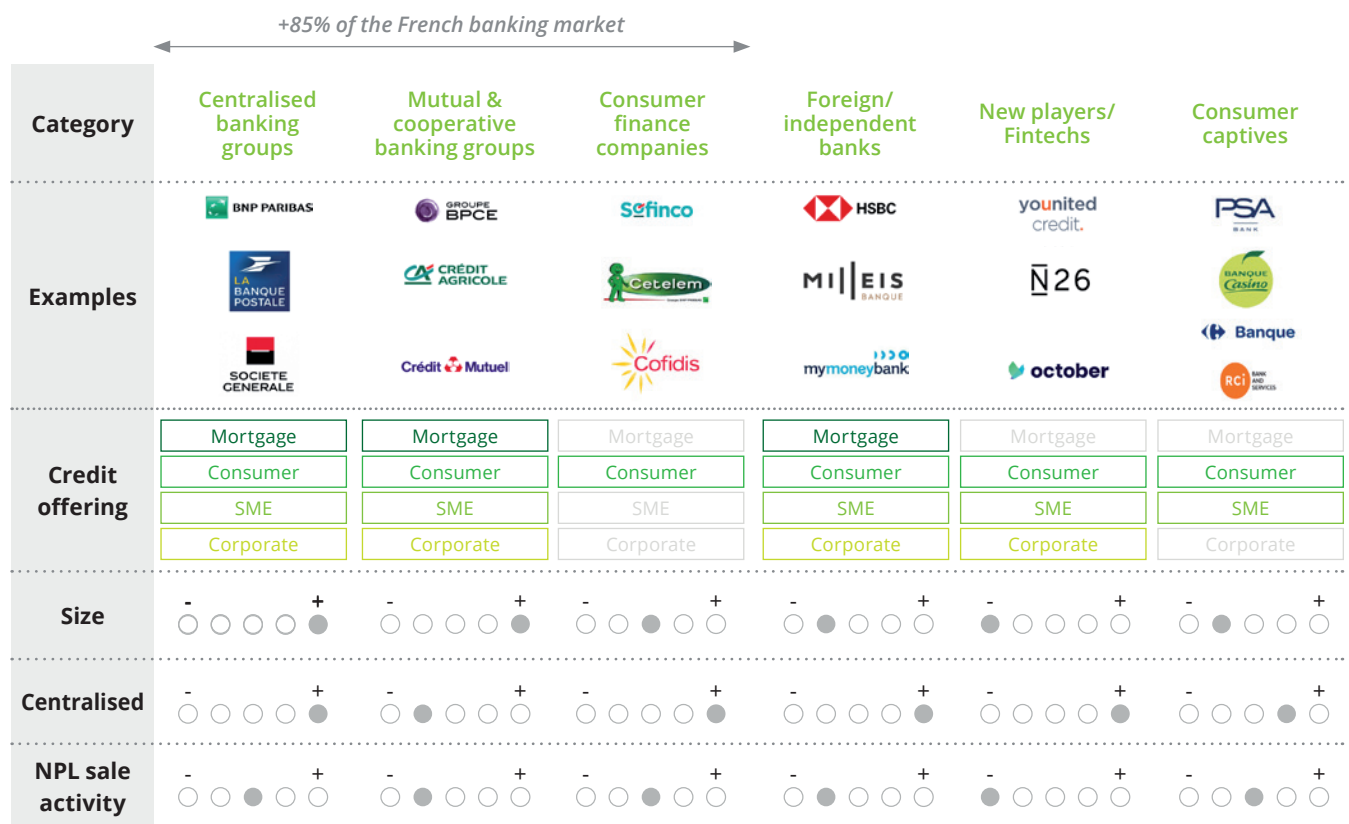 +85% of the French banking market
Category
Centralised
banking
groups
Mutual &
cooperative
banking groups
Consumer
finance
companies
Foreign/
independent
banks
New players/
Fintechs
Consumer
captives
Examples
BNP PARIBAS
GROUPE
BPCE
Sofinco
HSBC
younited
credit.
PSA
BANK
LA
BANQUE
POSTALE
CRÉDIT
AGRICOLE
Cetelem
MILLEIS
BANQUE
N26
BANQUE
Casino
SOCIETE
GENERALE
Crédit Mutuel
Cofidis
mymoneybank
october
Banque
RCi BANK
AND
SERVICES
Credit
offering
Mortgage Mortgage Mortgage Mortgage Mortgage Mortgage
Consumer Consumer Consumer Consumer Consumer Consumer
SME SME SME SME SME SME
Corporate Corporate Corporate Corporate Corporate Corporate
Size
- + - + - + - + - + - +
Centralised
- + - + - + - + - + - +
NPL sale
activity
- + - + - + - + - + - +